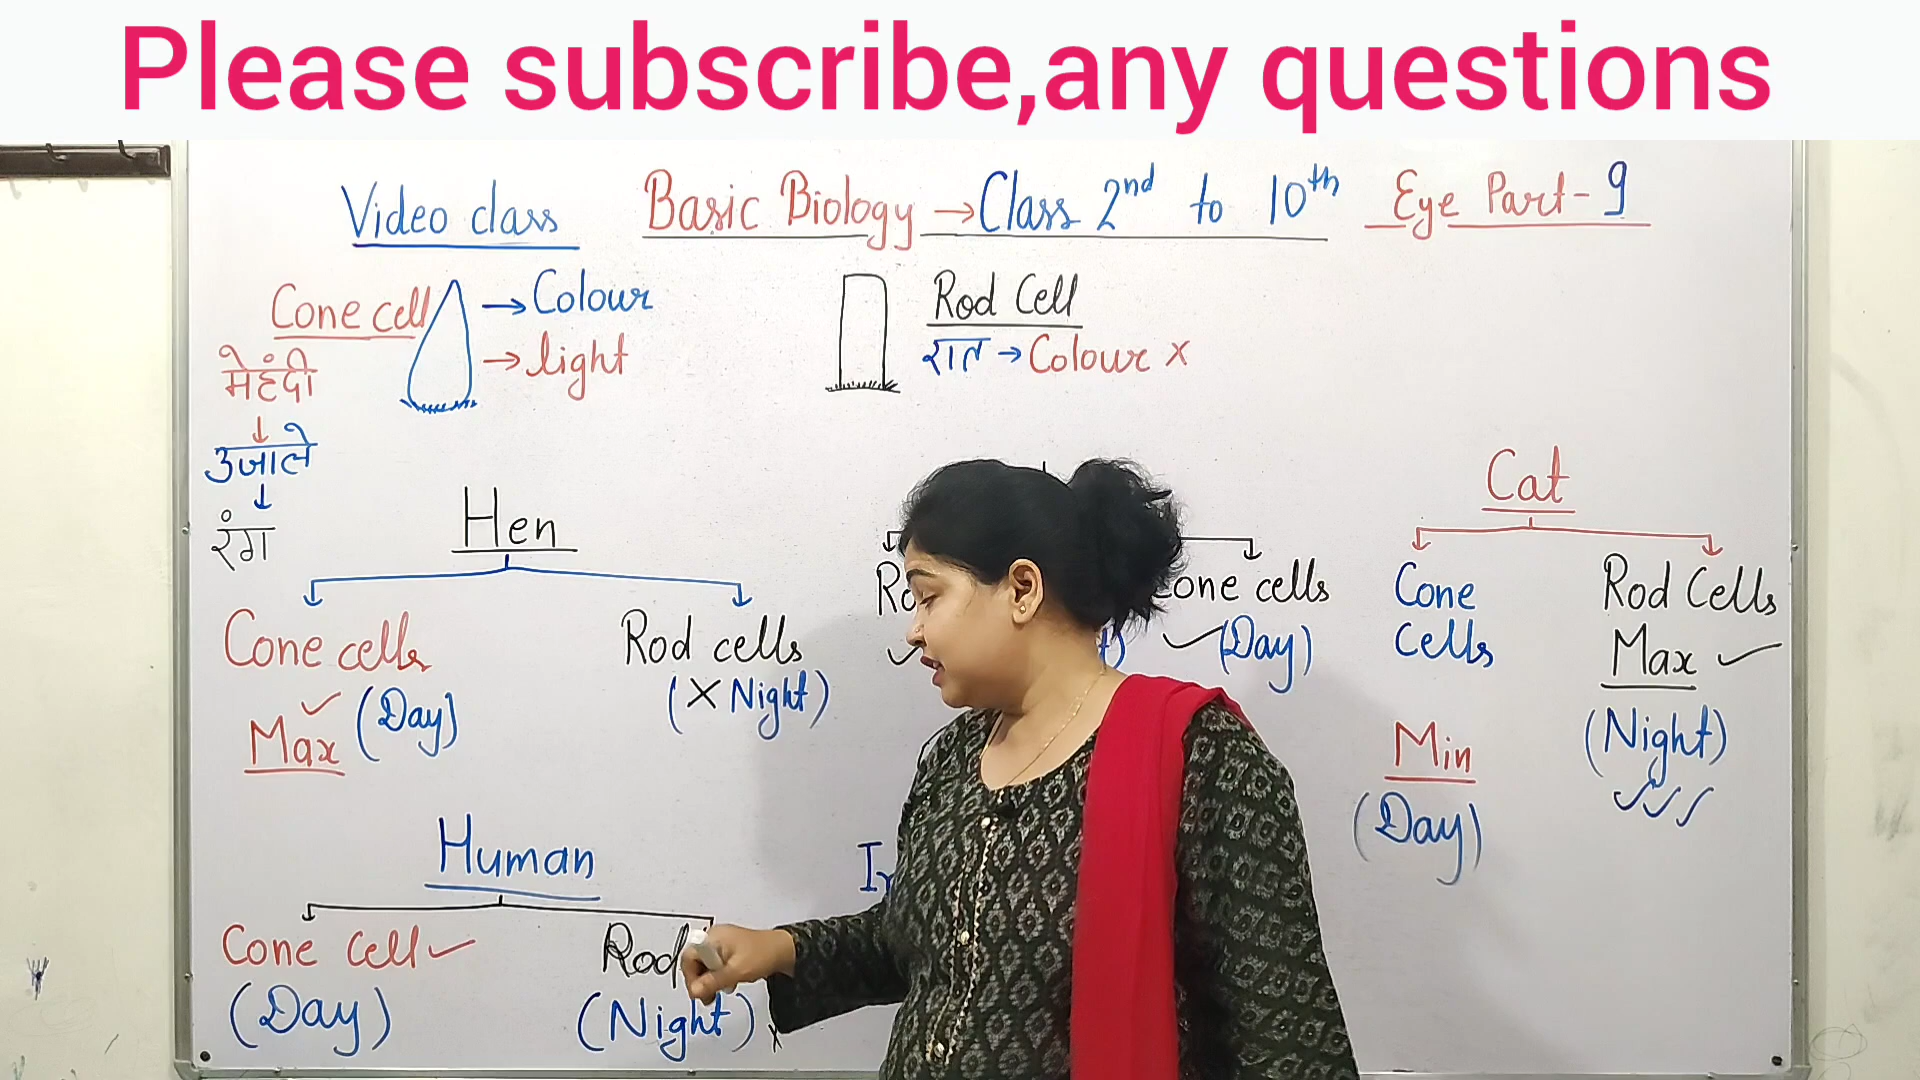 Please subscribe,any questions
Video class Basic Biology → Class 2nd to 10th Eye Part-9
Cone cell → Colour
→ light
मेहंदी
↓
उजाले
↓
रंग
Rod Cell
रात → Colour x
Hen
Cone cells
✓ (Day)
Max
Rod cells
(X Night)
cone cells
✓ (Day)
Cat
Cone
Cells
Min
(Day)
Rod Cells
Max ✓
(Night)
✓✓✓
Human
Cone cell ✓
(Day)
Rod
(Night)